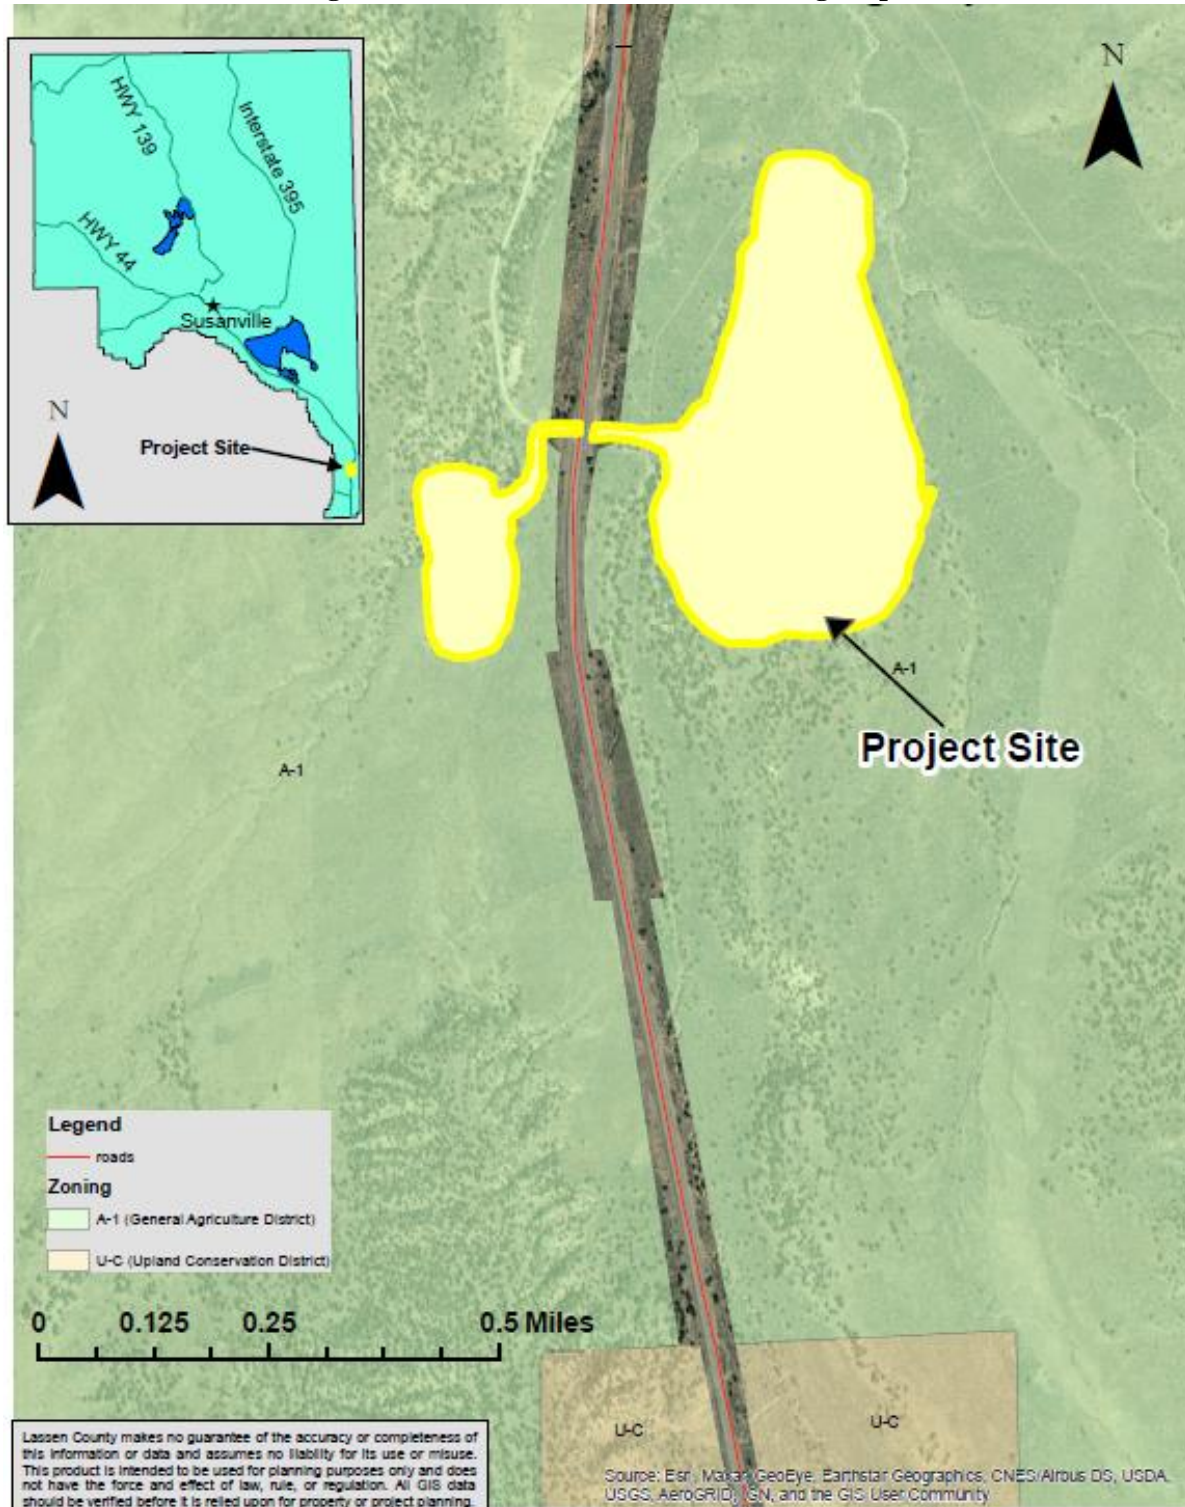 N
HWY 139
Interstate 395
HWY 44
Susanville
N
Project Site
A-1
Project Site
A-1
Legend
roads
Zoning
A-1 (General Agriculture District)
U-C (Upland Conservation District)
0 0.125 0.25 0.5 Miles
U-C
U-C
Lassen County makes no guarantee of the accuracy or completeness of
this information or data and assumes no liability for its use or misuse.
This product is intended to be used for planning purposes only and does
not have the force and effect of law, rule, or regulation. All GIS data
should be verified before it is relied upon for property or project planning.
Source: Esri, Maxar, GeoEye, Earthstar Geographics, CNES/Airbus DS, USDA,
USGS, AeroGRID, IGN, and the GIS User Community